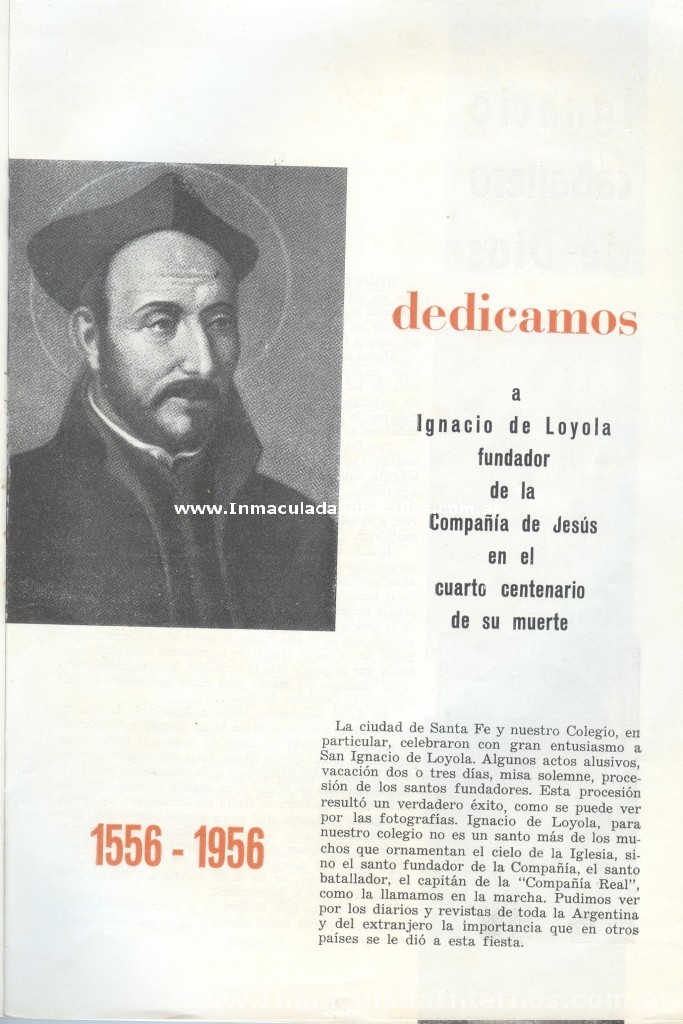 dedicamos
a
Ignacio de Loyola
fundador
de la
Compañía de Jesús
en el
cuarto centenario
de su muerte
La ciudad de Santa Fe y nuestro Colegio, en
particular, celebraron con gran entusiasmo a
San Ignacio de Loyola. Algunos actos alusivos,
vacación dos o tres días, misa solemne, proce-
sión de los santos fundadores. Esta procesión
resultó un verdadero éxito, como se puede ver
por las fotografías. Ignacio de Loyola, para
nuestro colegio no es un santo más de los mu-
chos que ornamentan el cielo de la Iglesia, si-
no el santo fundador de la Compañía, el santo
batallador, el capitán de la "Compañía Real",
como la llamamos en la marcha. Pudimos ver
por los diarios y revistas de toda la Argentina
y del extranjero la importancia que en otros
países se le dió a esta fiesta.
1556 - 1956